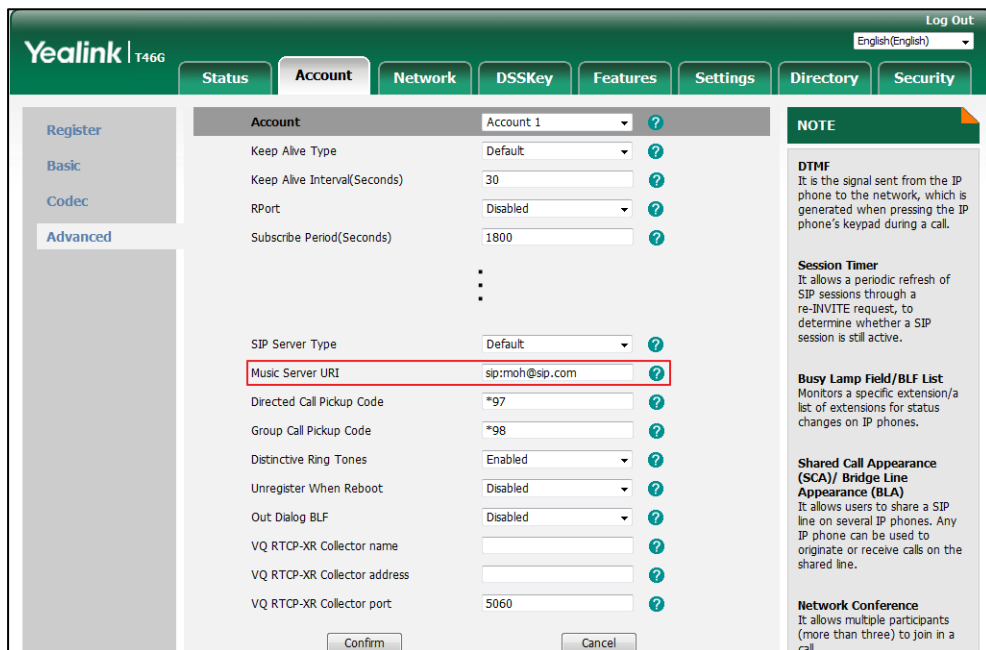 Log Out
Yealink | T46G
English(English)
Status Account Network DSSKey Features Settings Directory Security
Register
Basic
Codec
Advanced
Account Account 1 ?
Keep Alive Type Default ?
Keep Alive Interval(Seconds) 30 ?
RPort Disabled ?
Subscribe Period(Seconds) 1800 ?
SIP Server Type Default ?
Music Server URI sip:moh@sip.com ?
Directed Call Pickup Code *97 ?
Group Call Pickup Code *98 ?
Distinctive Ring Tones Enabled ?
Unregister When Reboot Disabled ?
Out Dialog BLF Disabled ?
VQ RTCP-XR Collector name ?
VQ RTCP-XR Collector address ?
VQ RTCP-XR Collector port 5060 ?
Confirm Cancel
NOTE
DTMF
It is the signal sent from the IP
phone to the network, which is
generated when pressing the IP
phone's keypad during a call.
Session Timer
It allows a periodic refresh of
SIP sessions through a
re-INVITE request, to
determine whether a SIP
session is still active.
Busy Lamp Field/BLF List
Monitors a specific extension/a
list of extensions for status
changes on IP phones.
Shared Call Appearance
(SCA)/ Bridge Line
Appearance (BLA)
It allows users to share a SIP
line on several IP phones. Any
IP phone can be used to
originate or receive calls on the
shared line.
Network Conference
It allows multiple participants
(more than three) to join in a
call